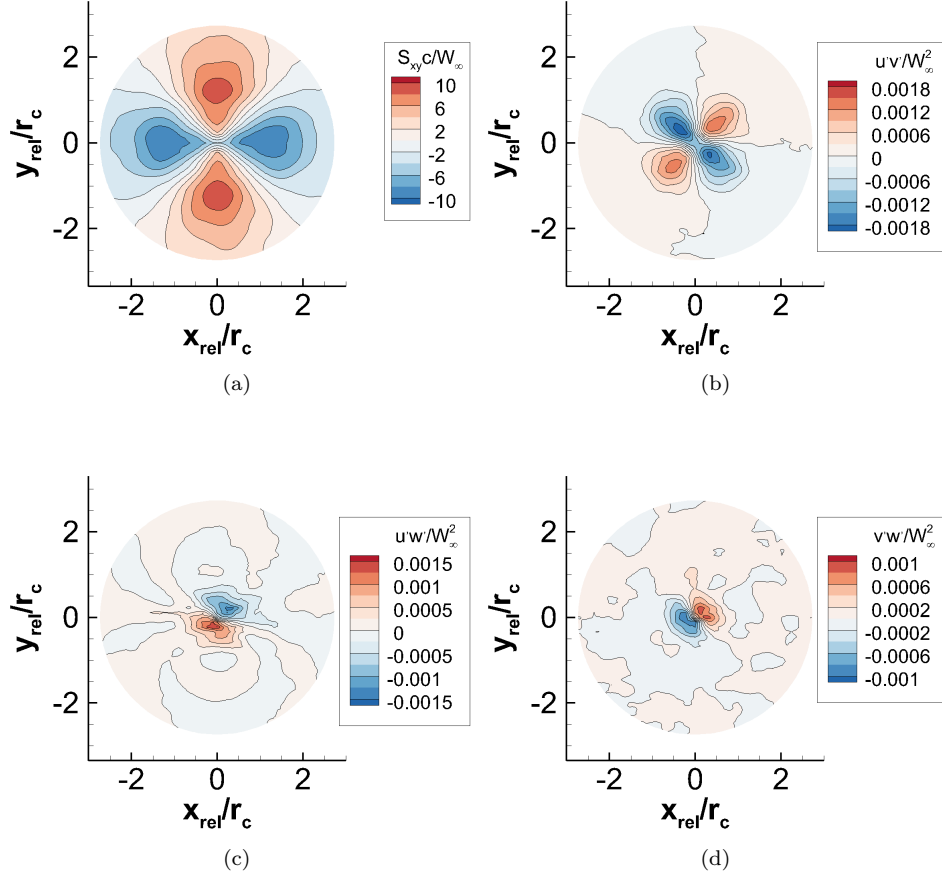 2
0
-2
y_rel/r_c
-2 0 2
x_rel/r_c
S_xy c/W_∞
10
6
2
-2
-6
-10
(a)
2
0
-2
y_rel/r_c
-2 0 2
x_rel/r_c
u'v'/W_∞^2
0.0018
0.0012
0.0006
0
-0.0006
-0.0012
-0.0018
(b)
2
0
-2
y_rel/r_c
-2 0 2
x_rel/r_c
u'w'/W_∞^2
0.0015
0.001
0.0005
0
-0.0005
-0.001
-0.0015
(c)
2
0
-2
y_rel/r_c
-2 0 2
x_rel/r_c
v'w'/W_∞^2
0.001
0.0006
0.0002
-0.0002
-0.0006
-0.001
(d)